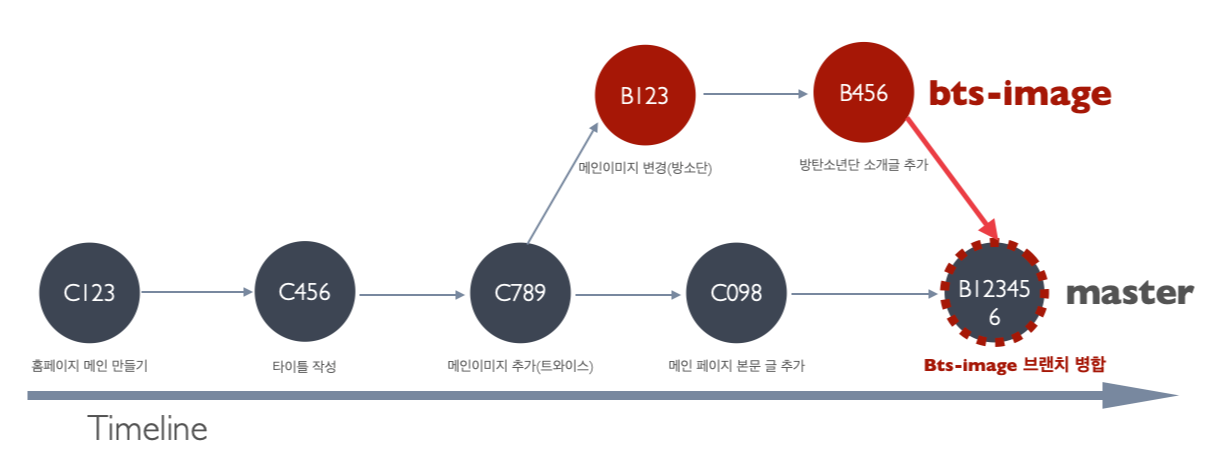 B123
B456
bts-image
메인이미지 변경(방소단)
방탄소년단 소개글 추가
C123
C456
C789
C098
B12345
6
master
홈페이지 메인 만들기
타이틀 작성
메인이미지 추가(트와이스)
메인 페이지 본문 글 추가
Bts-image 브랜치 병합
Timeline